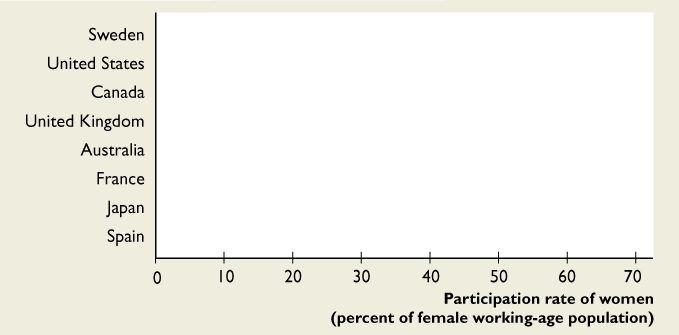 Sweden
United States
Canada
United Kingdom
Australia
France
Japan
Spain
0 10 20 30 40 50 60 70
Participation rate of women
(percent of female working-age population)